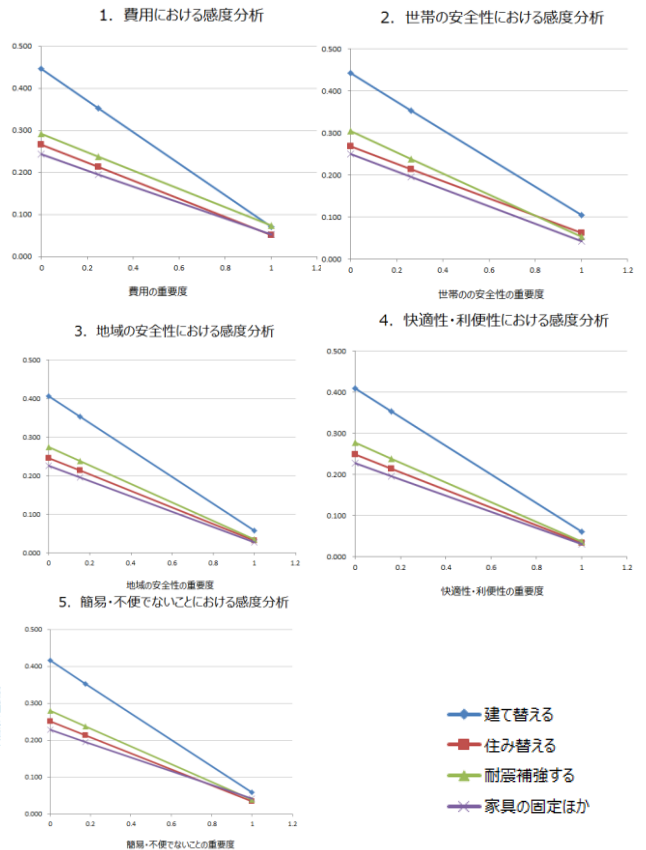 1. 費用における感度分析
0.500
0.400
0.300
0.200
0.100
0.000
0 0.2 0.4 0.6 0.8 1 1.2
費用の重要度
2. 世帯の安全性における感度分析
0.500
0.400
0.300
0.200
0.100
0.000
0 0.2 0.4 0.6 0.8 1 1.2
世帯のの安全性の重要度
3. 地域の安全性における感度分析
0.500
0.400
0.300
0.200
0.100
0.000
0 0.2 0.4 0.6 0.8 1 1.2
地域の安全性の重要度
4. 快適性・利便性における感度分析
0.500
0.400
0.300
0.200
0.100
0.000
0 0.2 0.4 0.6 0.8 1 1.2
快適性・利便性の重要度
5. 簡易・不便でないことにおける感度分析
0.500
0.400
0.300
0.200
0.100
0.000
0 0.2 0.4 0.6 0.8 1 1.2
簡易・不便でないことの重要度
建て替える
住み替える
耐震補強する
家具の固定ほか